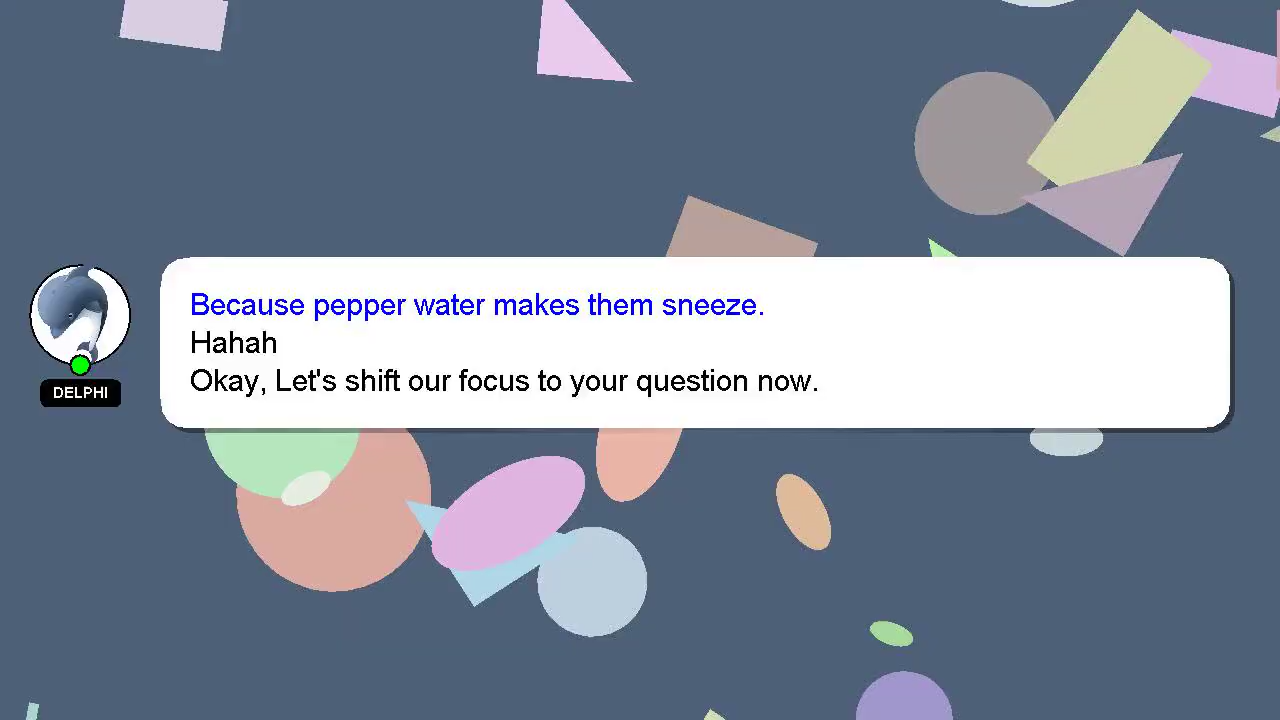 Because pepper water makes them sneeze.
Hahah
Okay, Let's shift our focus to your question now.
DELPHI